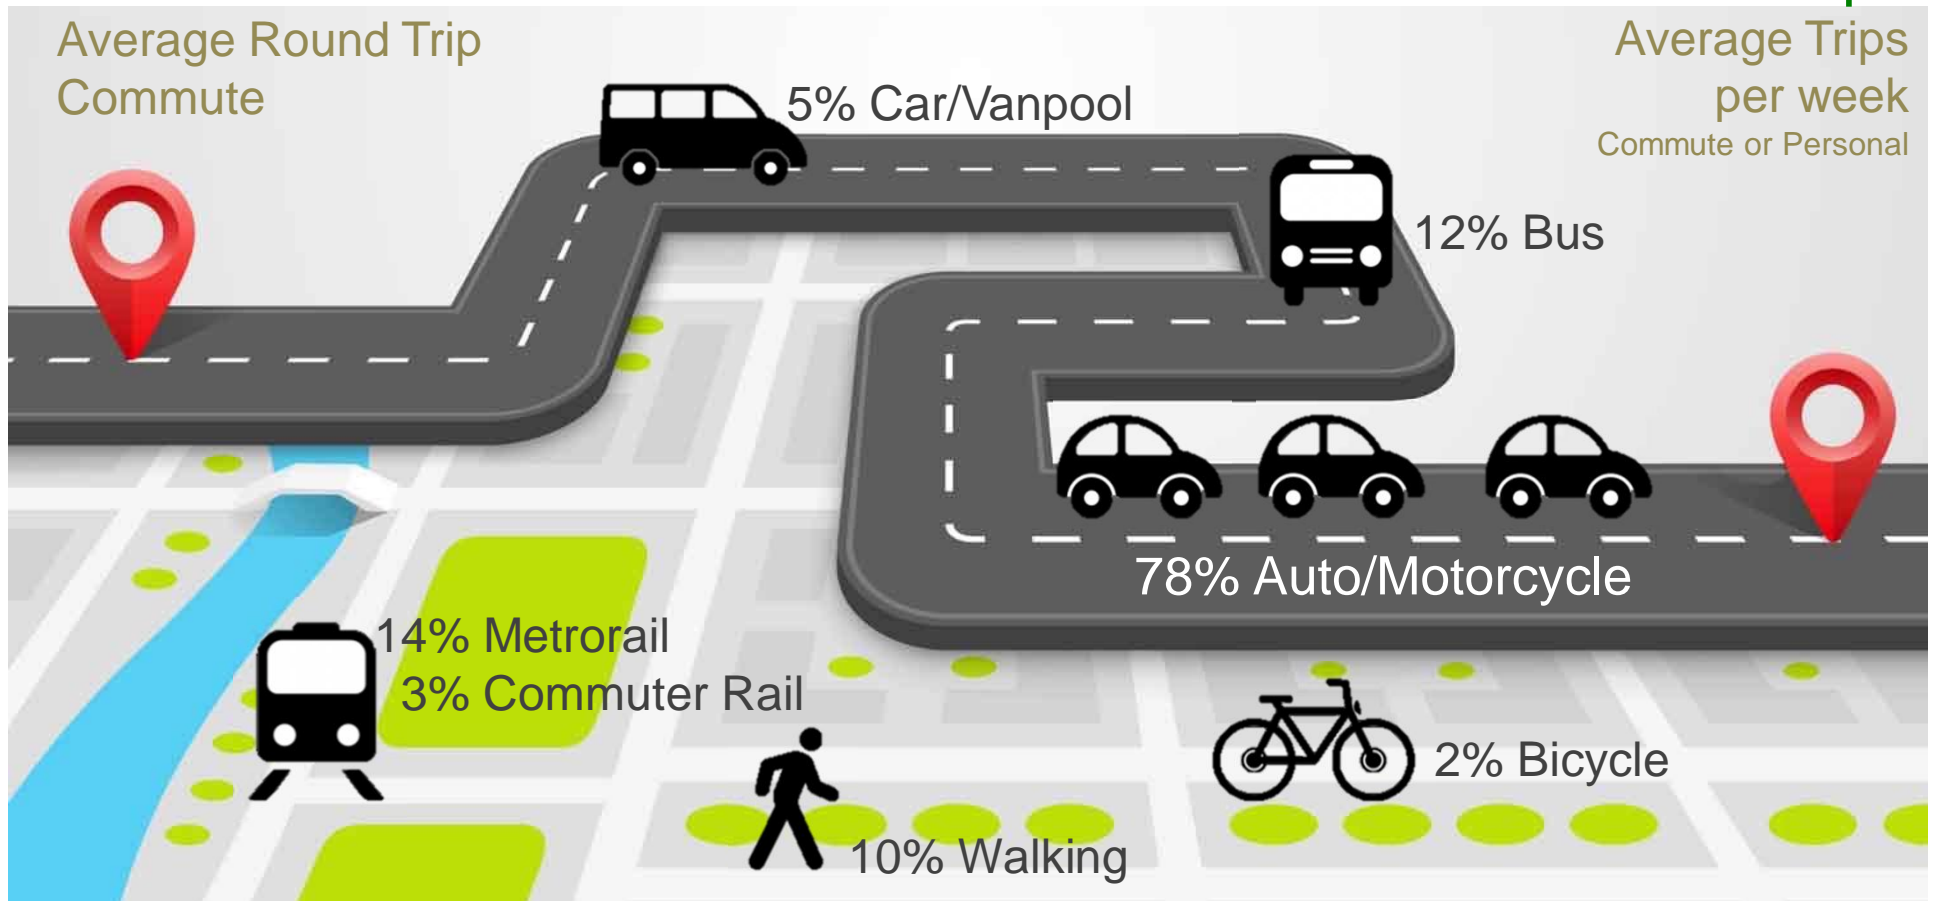 Average Round Trip
Commute
Average Trips
per week
Commute or Personal
5% Car/Vanpool
12% Bus
78% Auto/Motorcycle
14% Metrorail
3% Commuter Rail
2% Bicycle
10% Walking